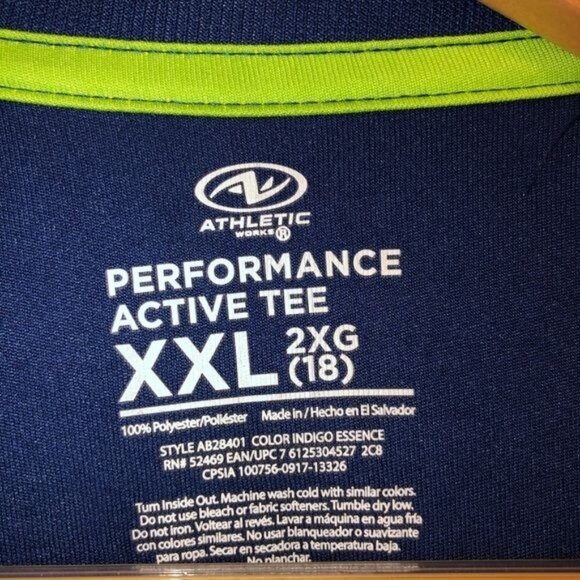 ATHLETIC
WORKS®
PERFORMANCE
ACTIVE TEE
XXL 2XG
(18)
100% Polyester/Poliéster Made in / Hecho en El Salvador
STYLE AB28401 COLOR INDIGO ESSENCE
RN# 52469 EAN/UPC 7 6125304527 2C8
CPSIA 100756-0917-13326
Turn Inside Out. Machine wash cold with similar colors.
Do not use bleach or fabric softeners. Tumble dry low.
Do not iron. Voltear al revés. Lavar a máquina en agua fría
con colores similares. No usar blanqueador o suavizante
para ropa. Secar en secadora a temperatura baja.
No planchar.